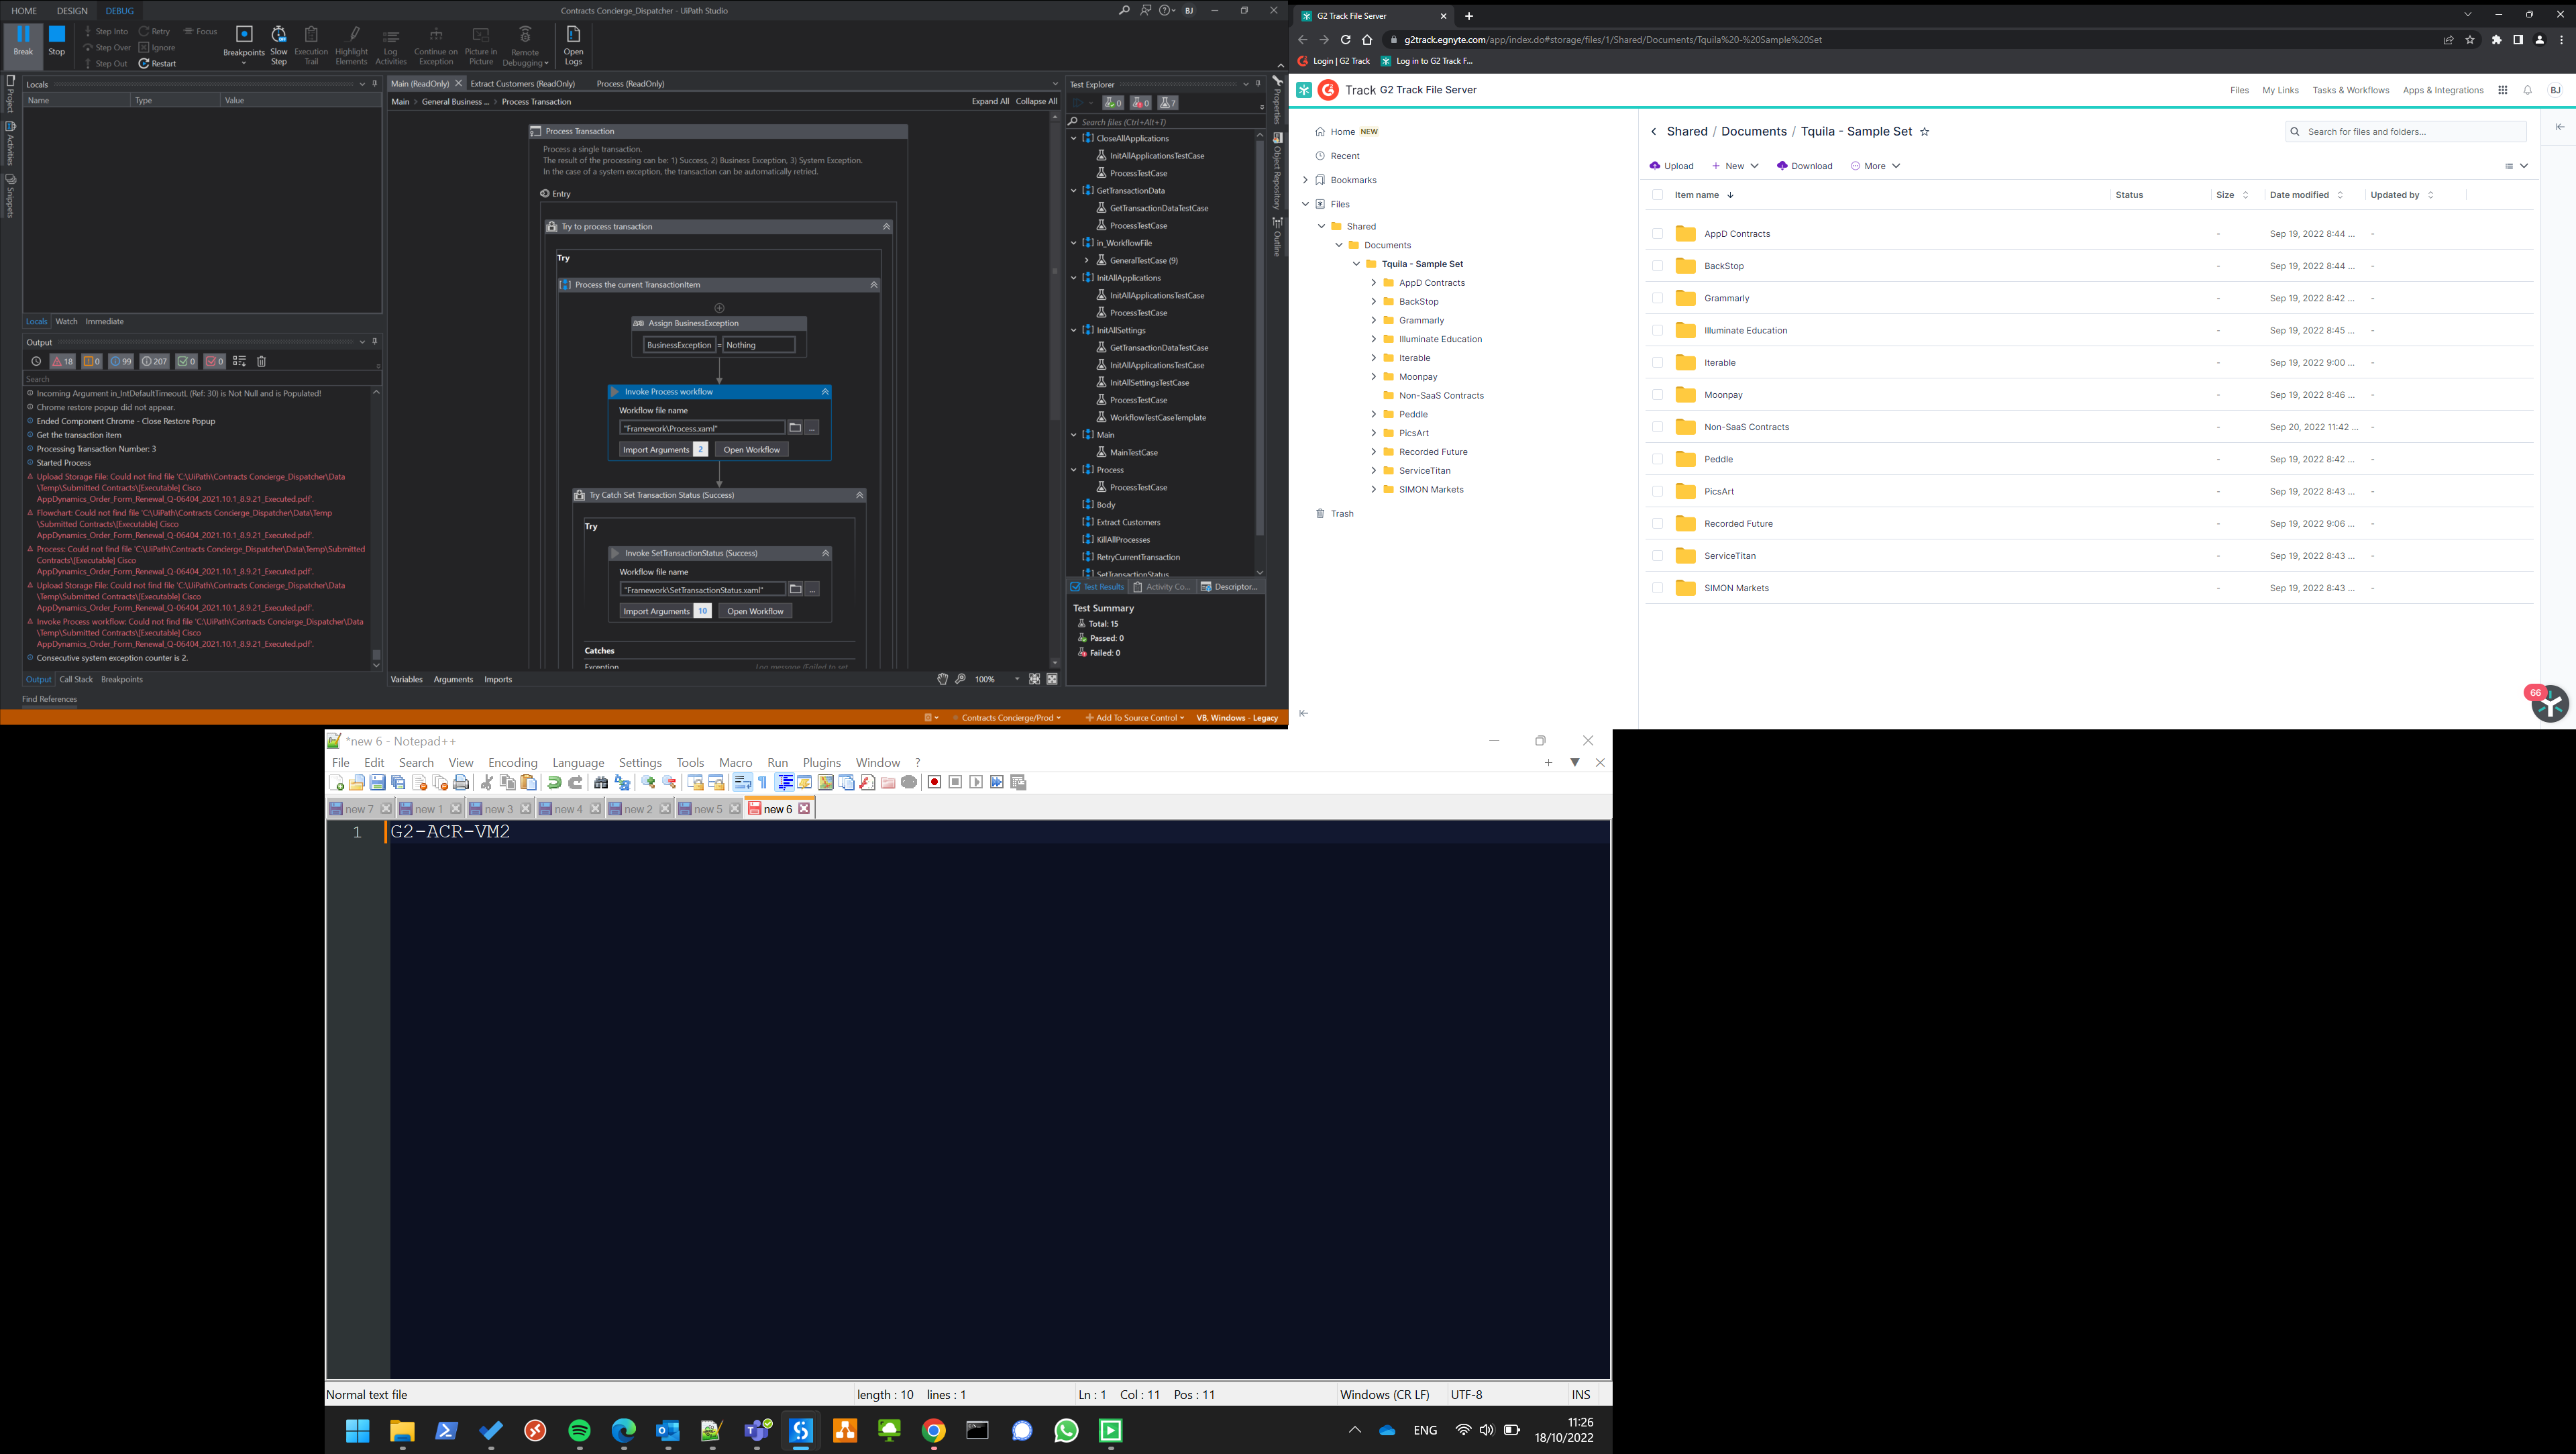 HOME DESIGN DEBUG Contracts Concierge_Dispatcher - UiPath Studio BJ
Break Stop Step Into Retry Focus
Step Over Ignore
Step Out Restart
Breakpoints Slow Step Execution Trail Highlight Elements Log Activities Continue on Exception Picture in Picture Remote Debugging Open Logs
Project
Activities
Snippets
Locals
Name Type Value
Locals Watch Immediate
Output
18 0 99 207 0 0
Search
Incoming Argument in_IntDefaultTimeoutL (Ref: 30) is Not Null and is Populated!
Chrome restore popup did not appear.
Ended Component Chrome - Close Restore Popup
Get the transaction item
Processing Transaction Number: 3
Started Process
Upload Storage File: Could not find file 'C:\UiPath\Contracts Concierge_Dispatcher\Data
\Temp\Submitted Contracts\[Executable] Cisco
AppDynamics_Order_Form_Renewal_Q-06404_2021.10.1_8.9.21_Executed.pdf'.
Flowchart: Could not find file 'C:\UiPath\Contracts Concierge_Dispatcher\Data\Temp
\Submitted Contracts\[Executable] Cisco
AppDynamics_Order_Form_Renewal_Q-06404_2021.10.1_8.9.21_Executed.pdf'.
Process: Could not find file 'C:\UiPath\Contracts Concierge_Dispatcher\Data\Temp\Submitted
Contracts\[Executable] Cisco
AppDynamics_Order_Form_Renewal_Q-06404_2021.10.1_8.9.21_Executed.pdf'.
Upload Storage File: Could not find file 'C:\UiPath\Contracts Concierge_Dispatcher\Data
\Temp\Submitted Contracts\[Executable] Cisco
AppDynamics_Order_Form_Renewal_Q-06404_2021.10.1_8.9.21_Executed.pdf'.
Invoke Process workflow: Could not find file 'C:\UiPath\Contracts Concierge_Dispatcher\Data
\Temp\Submitted Contracts\[Executable] Cisco
AppDynamics_Order_Form_Renewal_Q-06404_2021.10.1_8.9.21_Executed.pdf'.
Consecutive system exception counter is 2.
Output Call Stack Breakpoints
Find References
Main (ReadOnly) Extract Customers (ReadOnly) Process (ReadOnly)
Main > General Business ... > Process Transaction Expand All Collapse All
Process Transaction
Process a single transaction.
The result of the processing can be: 1) Success, 2) Business Exception, 3) System Exception.
In the case of a system exception, the transaction can be automatically retried.
Entry
Try to process transaction
Try
Process the current TransactionItem
Assign BusinessException
BusinessException = Nothing
Invoke Process workflow
Workflow file name
"Framework\Process.xaml" ...
Import Arguments 2 Open Workflow
Try Catch Set Transaction Status (Success)
Try
Invoke SetTransactionStatus (Success)
Workflow file name
"Framework\SetTransactionStatus.xaml" ...
Import Arguments 10 Open Workflow
Catches
Exception Log message (Failed to set
Variables Arguments Imports 100%
Test Explorer
0 0 7
Search files (Ctrl+Alt+T)
CloseAllApplications
InitAllApplicationsTestCase
ProcessTestCase
GetTransactionData
GetTransactionDataTestCase
ProcessTestCase
in_WorkflowFile
GeneralTestCase (9)
InitAllApplications
InitAllApplicationsTestCase
ProcessTestCase
InitAllSettings
GetTransactionDataTestCase
InitAllApplicationsTestCase
InitAllSettingsTestCase
ProcessTestCase
WorkflowTestCaseTemplate
Main
MainTestCase
Process
ProcessTestCase
Body
Extract Customers
KillAllProcesses
RetryCurrentTransaction
SetTransactionStatus
Test Results Activity Co... Descriptor...
Test Summary
Total: 15
Passed: 0
Failed: 0
Properties
Object Repository
Outline
Contracts Concierge/Prod Add To Source Control VB, Windows - Legacy
G2 Track File Server
g2track.egnyte.com/app/index.do#storage/files/1/Shared/Documents/Tquila%20-%20Sample%20Set
Login | G2 Track Log in to G2 Track F...
Track G2 Track File Server Files My Links Tasks & Workflows Apps & Integrations BJ
Home NEW
Recent
Bookmarks
Files
Shared
Documents
Tquila - Sample Set
AppD Contracts
BackStop
Grammarly
Illuminate Education
Iterable
Moonpay
Non-SaaS Contracts
Peddle
PicsArt
Recorded Future
ServiceTitan
SIMON Markets
Trash
Shared / Documents / Tquila - Sample Set Search for files and folders...
Upload New Download More
Item name Status Size Date modified Updated by
AppD Contracts - Sep 19, 2022 8:44 ... -
BackStop - Sep 19, 2022 8:44 ... -
Grammarly - Sep 19, 2022 8:42 ... -
Illuminate Education - Sep 19, 2022 8:45 ... -
Iterable - Sep 19, 2022 9:00 ... -
Moonpay - Sep 19, 2022 8:46 ... -
Non-SaaS Contracts - Sep 20, 2022 11:42 ... -
Peddle - Sep 19, 2022 8:42 ... -
PicsArt - Sep 19, 2022 8:43 ... -
Recorded Future - Sep 19, 2022 9:06 ... -
ServiceTitan - Sep 19, 2022 8:43 ... -
SIMON Markets - Sep 19, 2022 8:43 ... -
66
*new 6 - Notepad++
File Edit Search View Encoding Language Settings Tools Macro Run Plugins Window ?
new 7 new 1 new 3 new 4 new 2 new 5 new 6
1 G2-ACR-VM2
Normal text file length : 10 lines : 1 Ln : 1 Col : 11 Pos : 11 Windows (CR LF) UTF-8 INS
ENG 11:26
18/10/2022